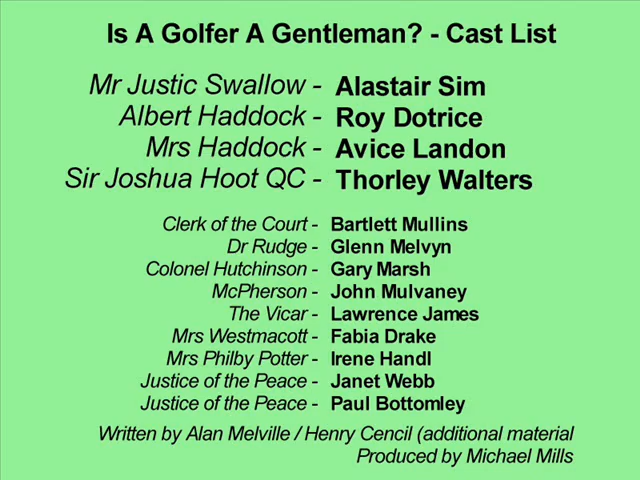 Is A Golfer A Gentleman? - Cast List
Mr Justic Swallow - Alastair Sim
Albert Haddock - Roy Dotrice
Mrs Haddock - Avice Landon
Sir Joshua Hoot QC - Thorley Walters
Clerk of the Court - Bartlett Mullins
Dr Rudge - Glenn Melvyn
Colonel Hutchinson - Gary Marsh
McPherson - John Mulvaney
The Vicar - Lawrence James
Mrs Westmacott - Fabia Drake
Mrs Philby Potter - Irene Handl
Justice of the Peace - Janet Webb
Justice of the Peace - Paul Bottomley
Written by Alan Melville / Henry Cencil (additional material
Produced by Michael Mills